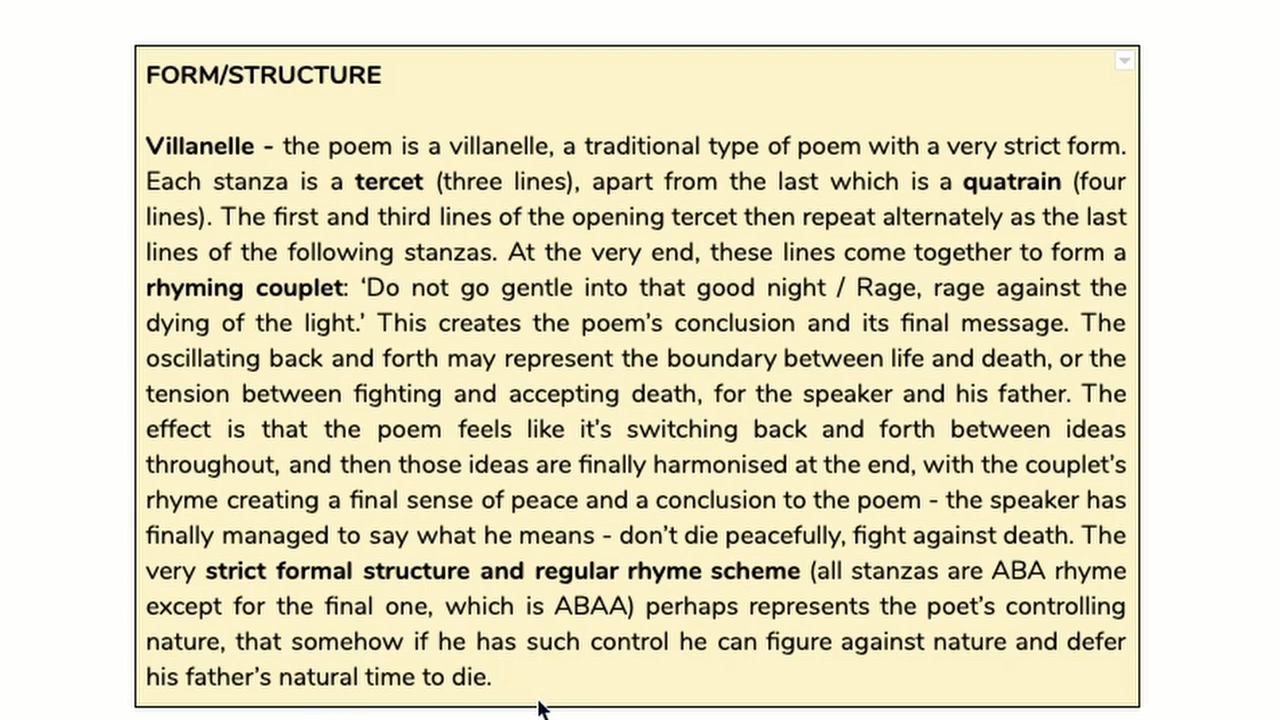 FORM/STRUCTURE
Villanelle - the poem is a villanelle, a traditional type of poem with a very strict form.
Each stanza is a tercet (three lines), apart from the last which is a quatrain (four
lines). The first and third lines of the opening tercet then repeat alternately as the last
lines of the following stanzas. At the very end, these lines come together to form a
rhyming couplet: ‘Do not go gentle into that good night / Rage, rage against the
dying of the light.’ This creates the poem’s conclusion and its final message. The
oscillating back and forth may represent the boundary between life and death, or the
tension between fighting and accepting death, for the speaker and his father. The
effect is that the poem feels like it’s switching back and forth between ideas
throughout, and then those ideas are finally harmonised at the end, with the couplet’s
rhyme creating a final sense of peace and a conclusion to the poem - the speaker has
finally managed to say what he means - don’t die peacefully, fight against death. The
very strict formal structure and regular rhyme scheme (all stanzas are ABA rhyme
except for the final one, which is ABAA) perhaps represents the poet’s controlling
nature, that somehow if he has such control he can figure against nature and defer
his father’s natural time to die.